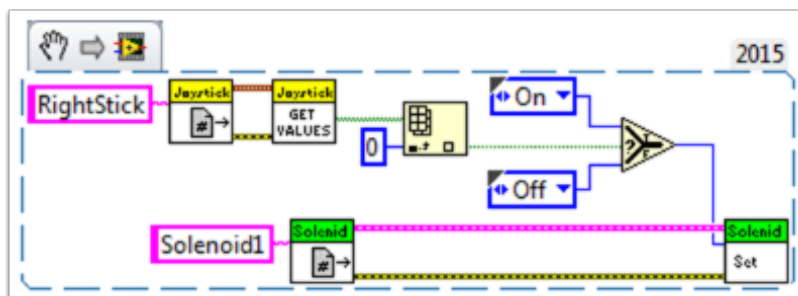 2015
RightStick
Joystick
#
Joystick
GET
VALUES
0
On
Off
?
T
F
Solenoid1
Solenid
#
Solenid
Set